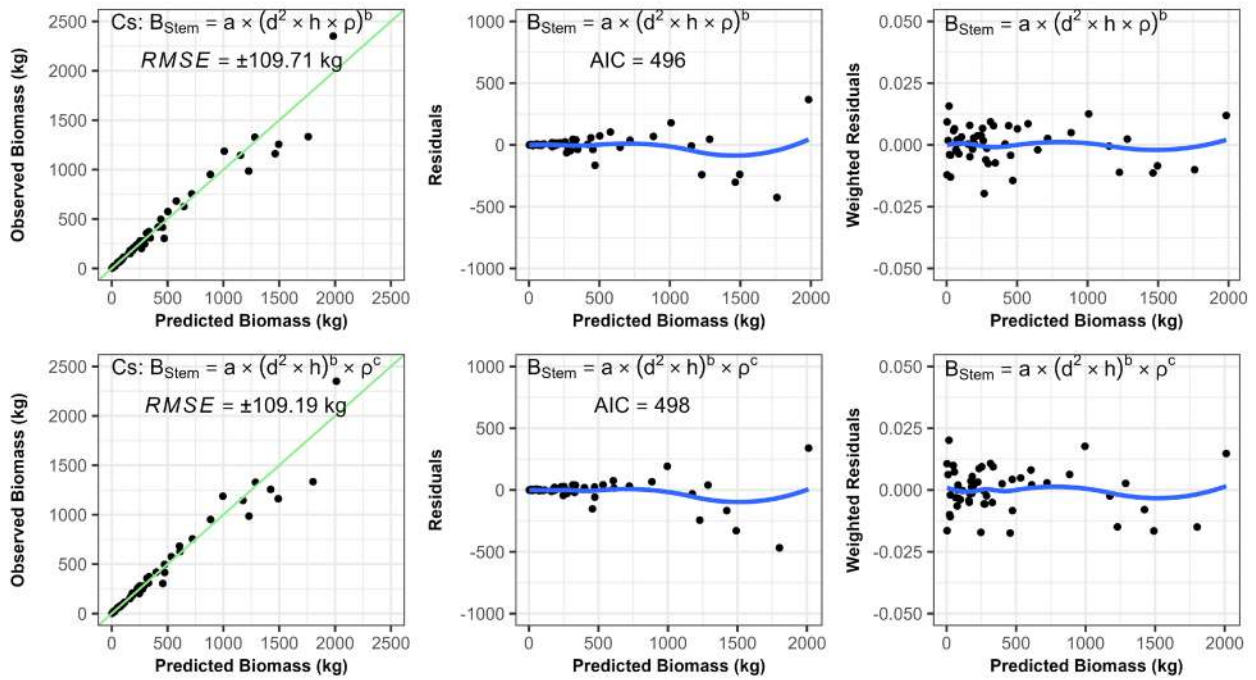 Cs: B_Stem = a × (d² × h × ρ)ᵇ
RMSE = ±109.71 kg
Observed Biomass (kg)
2500
2000
1500
1000
500
0
0 500 1000 1500 2000 2500
Predicted Biomass (kg)
B_Stem = a × (d² × h × ρ)ᵇ
AIC = 496
Residuals
1000
500
0
-500
-1000
0 500 1000 1500 2000
Predicted Biomass (kg)
B_Stem = a × (d² × h × ρ)ᵇ
Weighted Residuals
0.050
0.025
0.000
-0.025
-0.050
0 500 1000 1500 2000
Predicted Biomass (kg)
Cs: B_Stem = a × (d² × h)ᵇ × ρᶜ
RMSE = ±109.19 kg
Observed Biomass (kg)
2500
2000
1500
1000
500
0
0 500 1000 1500 2000 2500
Predicted Biomass (kg)
B_Stem = a × (d² × h)ᵇ × ρᶜ
AIC = 498
Residuals
1000
500
0
-500
-1000
0 500 1000 1500 2000
Predicted Biomass (kg)
B_Stem = a × (d² × h)ᵇ × ρᶜ
Weighted Residuals
0.050
0.025
0.000
-0.025
-0.050
0 500 1000 1500 2000
Predicted Biomass (kg)